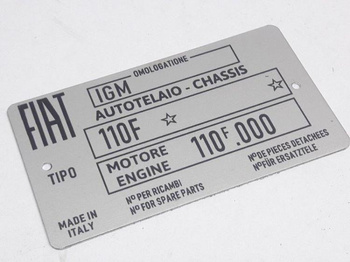 FIAT
OMOLOGATIONE
IGM
AUTOTELAIO - CHASSIS
110F ☆ ☆
TIPO
MOTORE
ENGINE
110F.000
Nº PER RICAMBI
Nº FOR SPARE PARTS
Nº DE PIECES DETACHEES
Nº FÜR ERSATZTEILE
MADE IN
ITALY